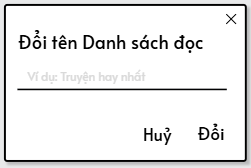 Đổi tên Danh sách đọc
Ví dụ: Truyện hay nhất
Huỷ Đổi